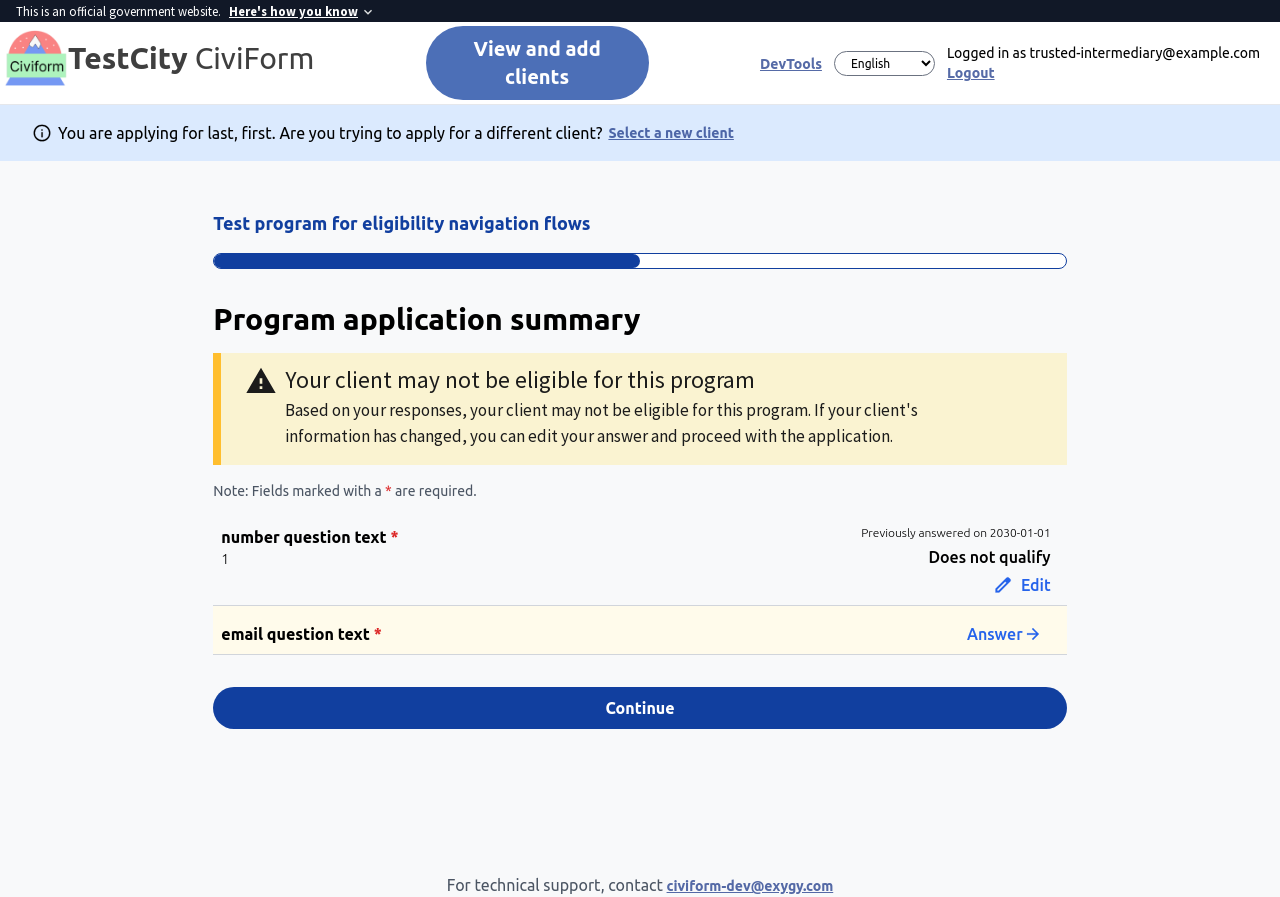 This is an official government website. Here's how you know
Civiform
TestCity CiviForm
View and add
clients
DevTools
English
Logged in as trusted-intermediary@example.com
Logout
You are applying for last, first. Are you trying to apply for a different client? Select a new client
Test program for eligibility navigation flows
Program application summary
Your client may not be eligible for this program
Based on your responses, your client may not be eligible for this program. If your client's
information has changed, you can edit your answer and proceed with the application.
Note: Fields marked with a * are required.
number question text *
1
Previously answered on 2030-01-01
Does not qualify
Edit
email question text *
Answer
Continue
For technical support, contact civiform-dev@exygy.com